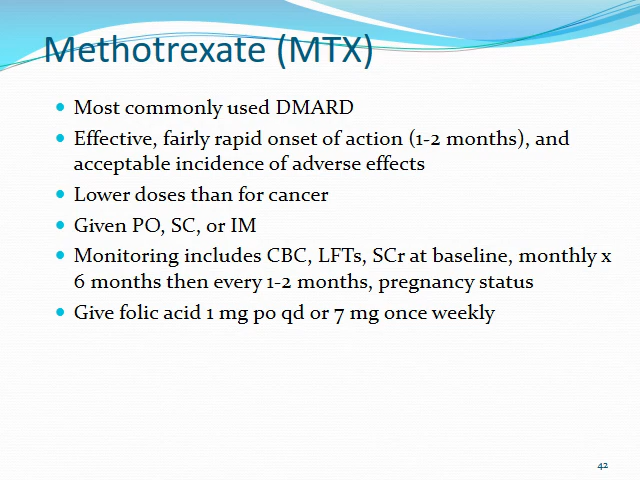 Methotrexate (MTX)
• Most commonly used DMARD
• Effective, fairly rapid onset of action (1-2 months), and
acceptable incidence of adverse effects
• Lower doses than for cancer
• Given PO, SC, or IM
• Monitoring includes CBC, LFTs, SCr at baseline, monthly x
6 months then every 1-2 months, pregnancy status
• Give folic acid 1 mg po qd or 7 mg once weekly
42